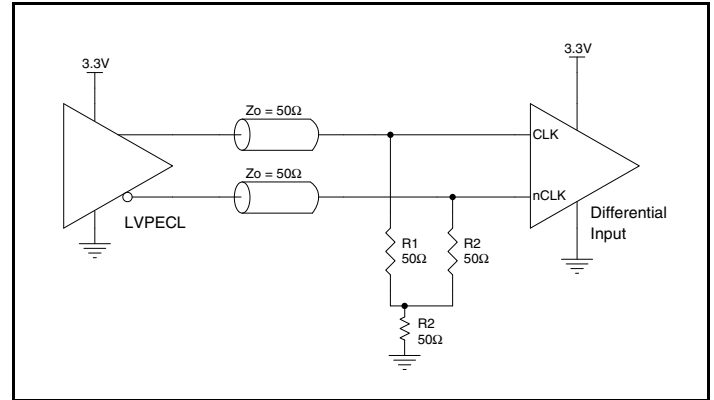 3.3V
3.3V
Zo = 50Ω
CLK
Zo = 50Ω
nCLK
LVPECL
Differential
Input
R1
50Ω
R2
50Ω
R2
50Ω